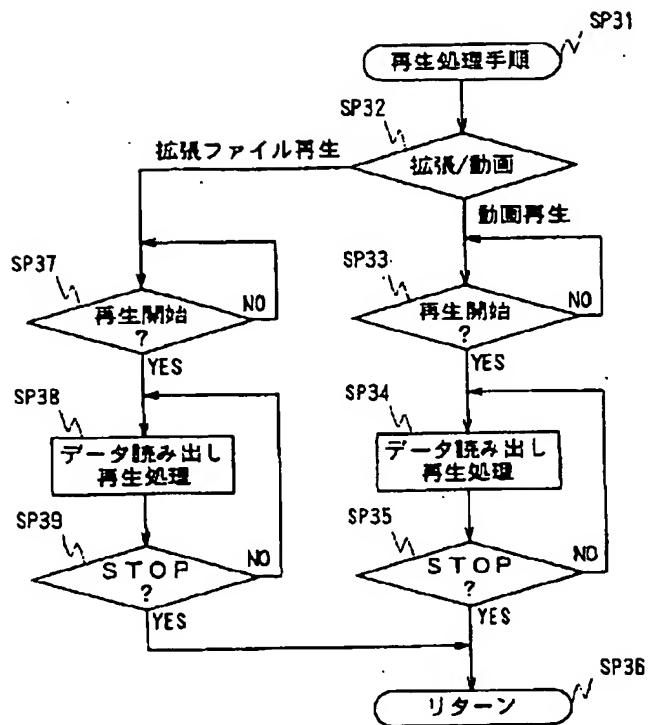 SP31
再生処理手順
SP32
拡張/動画
拡張ファイル再生
動画再生
SP37
再生開始
?
NO
YES
SP33
再生開始
?
NO
YES
SP38
データ読み出し
再生処理
SP34
データ読み出し
再生処理
SP39
STOP
?
NO
YES
SP35
STOP
?
NO
YES
SP36
リターン